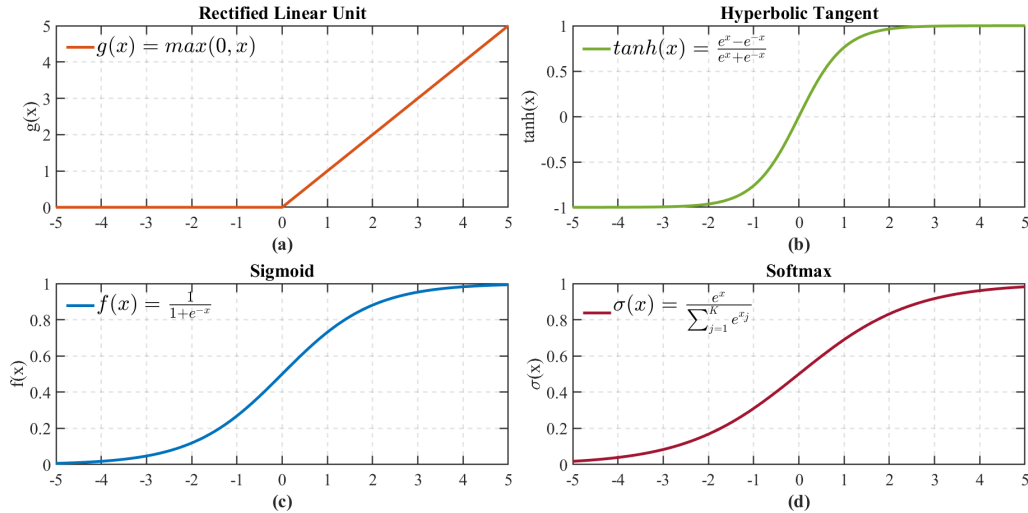 Rectified Linear Unit
g(x) = max(0, x)
g(x)
5
4
3
2
1
0
-5 -4 -3 -2 -1 0 1 2 3 4 5
(a)
Hyperbolic Tangent
tanh(x) = \frac{e^x-e^{-x}}{e^x+e^{-x}}
tanh(x)
1
0.5
0
-0.5
-1
-5 -4 -3 -2 -1 0 1 2 3 4 5
(b)
Sigmoid
f(x) = \frac{1}{1+e^{-x}}
f(x)
1
0.8
0.6
0.4
0.2
0
-5 -4 -3 -2 -1 0 1 2 3 4 5
(c)
Softmax
σ(x) = \frac{e^x}{\sum_{j=1}^{K} e^{x_j}}
σ(x)
1
0.8
0.6
0.4
0.2
0
-5 -4 -3 -2 -1 0 1 2 3 4 5
(d)